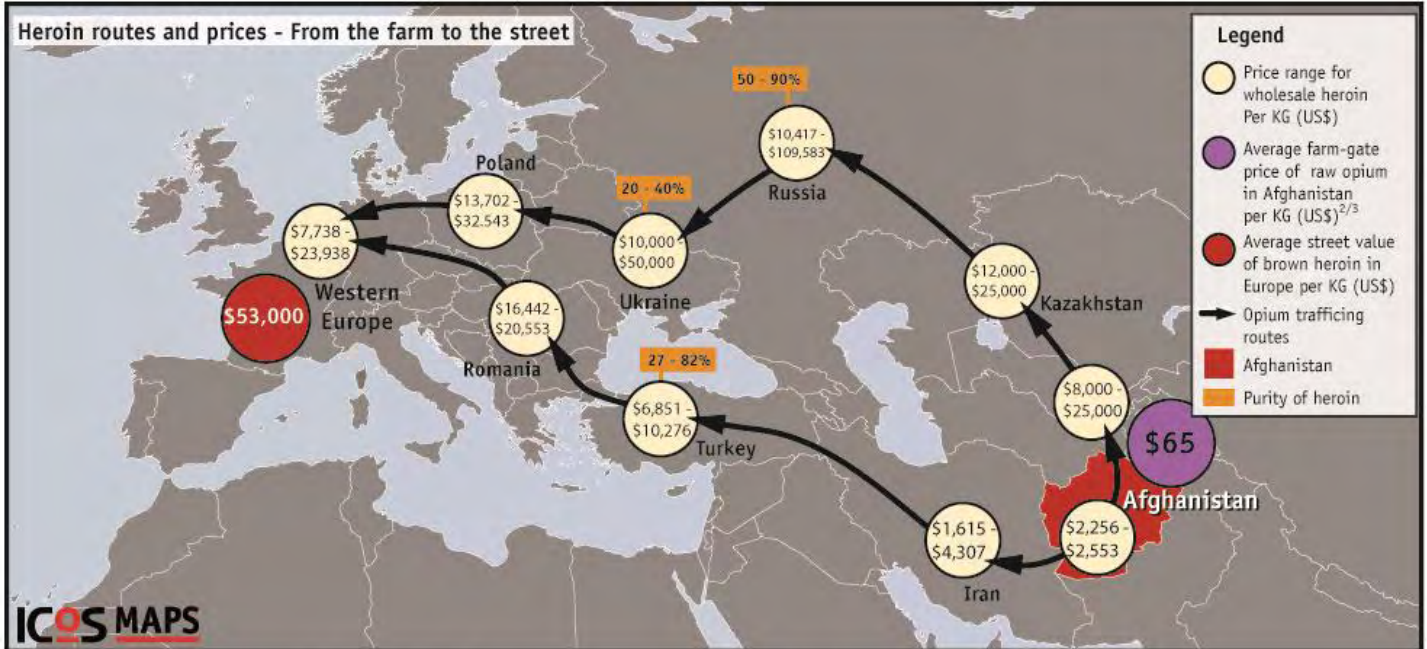 Heroin routes and prices - From the farm to the street
Legend
Price range for
wholesale heroin
Per KG (US$)
Average farm-gate
price of raw opium
in Afghanistan
per KG (US$)2/3
Average street value
of brown heroin in
Europe per KG (US$)
Opium trafficing
routes
Afghanistan
Purity of heroin
50 - 90%
$10,417 -
$109,583
Russia
Poland
$13,702 -
$32.543
20 - 40%
$10,000 -
$50,000
Ukraine
$7,738 -
$23,938
Western
Europe
$53,000
$16,442 -
$20,553
Romania
27 - 82%
$6,851 -
$10,276
Turkey
$12,000 -
$25,000
Kazakhstan
$8,000 -
$25,000
$65
Afghanistan
$2,256 -
$2,553
$1,615 -
$4,307
Iran
ICOS MAPS